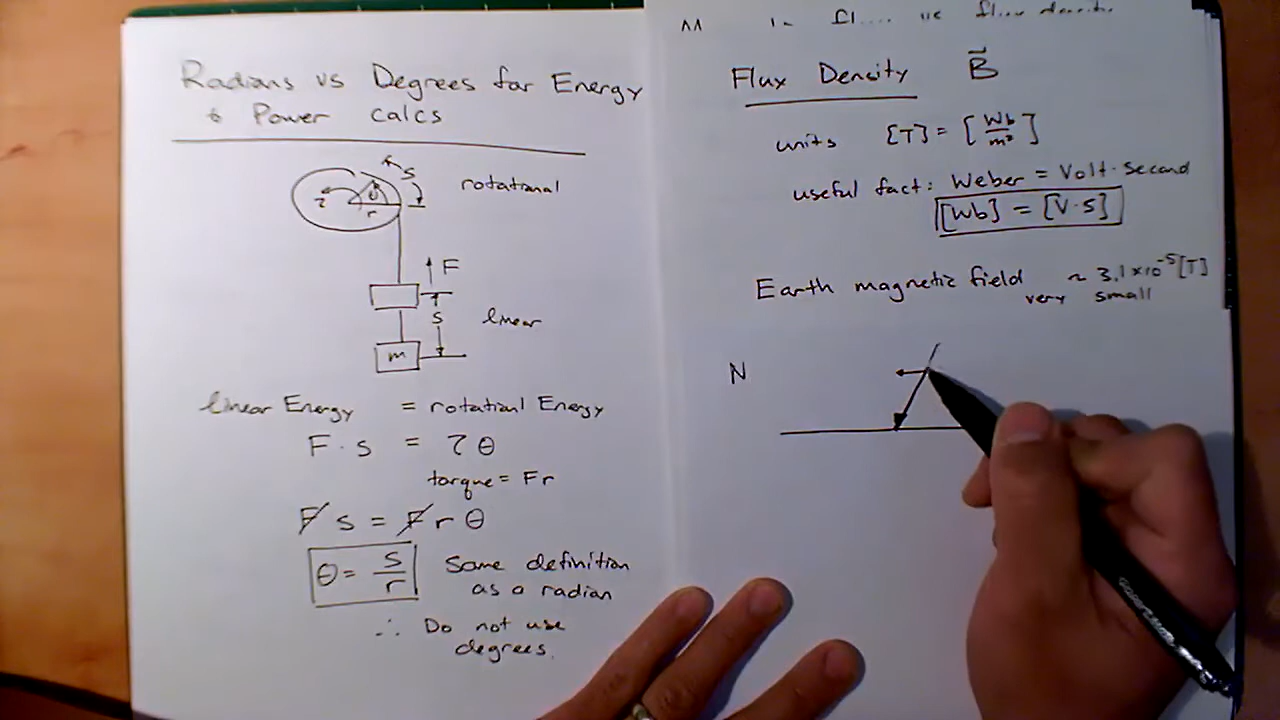 Radians vs Degrees for Energy
& Power calcs
S
τ
θ
r
rotational
F
S
linear
m
linear Energy = rotational Energy
F · s = τ θ
torque = Fr
F s = F r θ
θ = s/r
Same definition
as a radian
∴ Do not use
degrees.
flux density
Flux Density B⃗
units [T] = [Wb/m²]
useful fact: Weber = Volt·second
[Wb] = [V·s]
Earth magnetic field ~ 3.1×10⁻⁵ [T]
very small
N